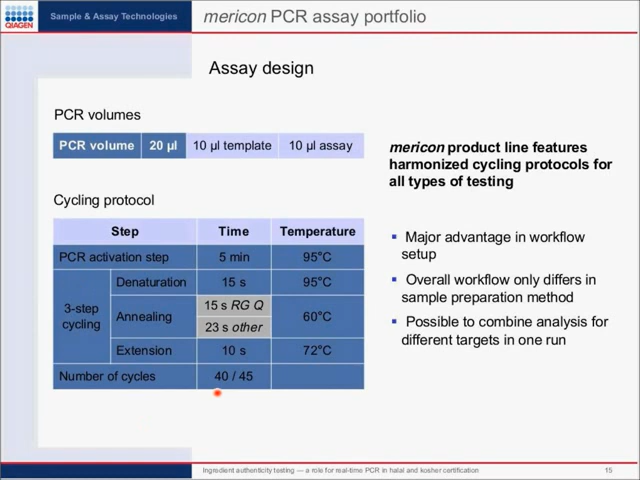 QIAGEN
Sample & Assay Technologies
mericon PCR assay portfolio
Assay design
PCR volumes
PCR volume 20 µl 10 µl template 10 µl assay
mericon product line features
harmonized cycling protocols for
all types of testing
Cycling protocol
Step Time Temperature
PCR activation step 5 min 95°C
3-step
cycling
Denaturation 15 s 95°C
Annealing
15 s RG Q
23 s other
60°C
Extension 10 s 72°C
Number of cycles 40 / 45
▪ Major advantage in workflow
setup
▪ Overall workflow only differs in
sample preparation method
▪ Possible to combine analysis for
different targets in one run
Ingredient authenticity testing — a role for real-time PCR in halal and kosher certification
15